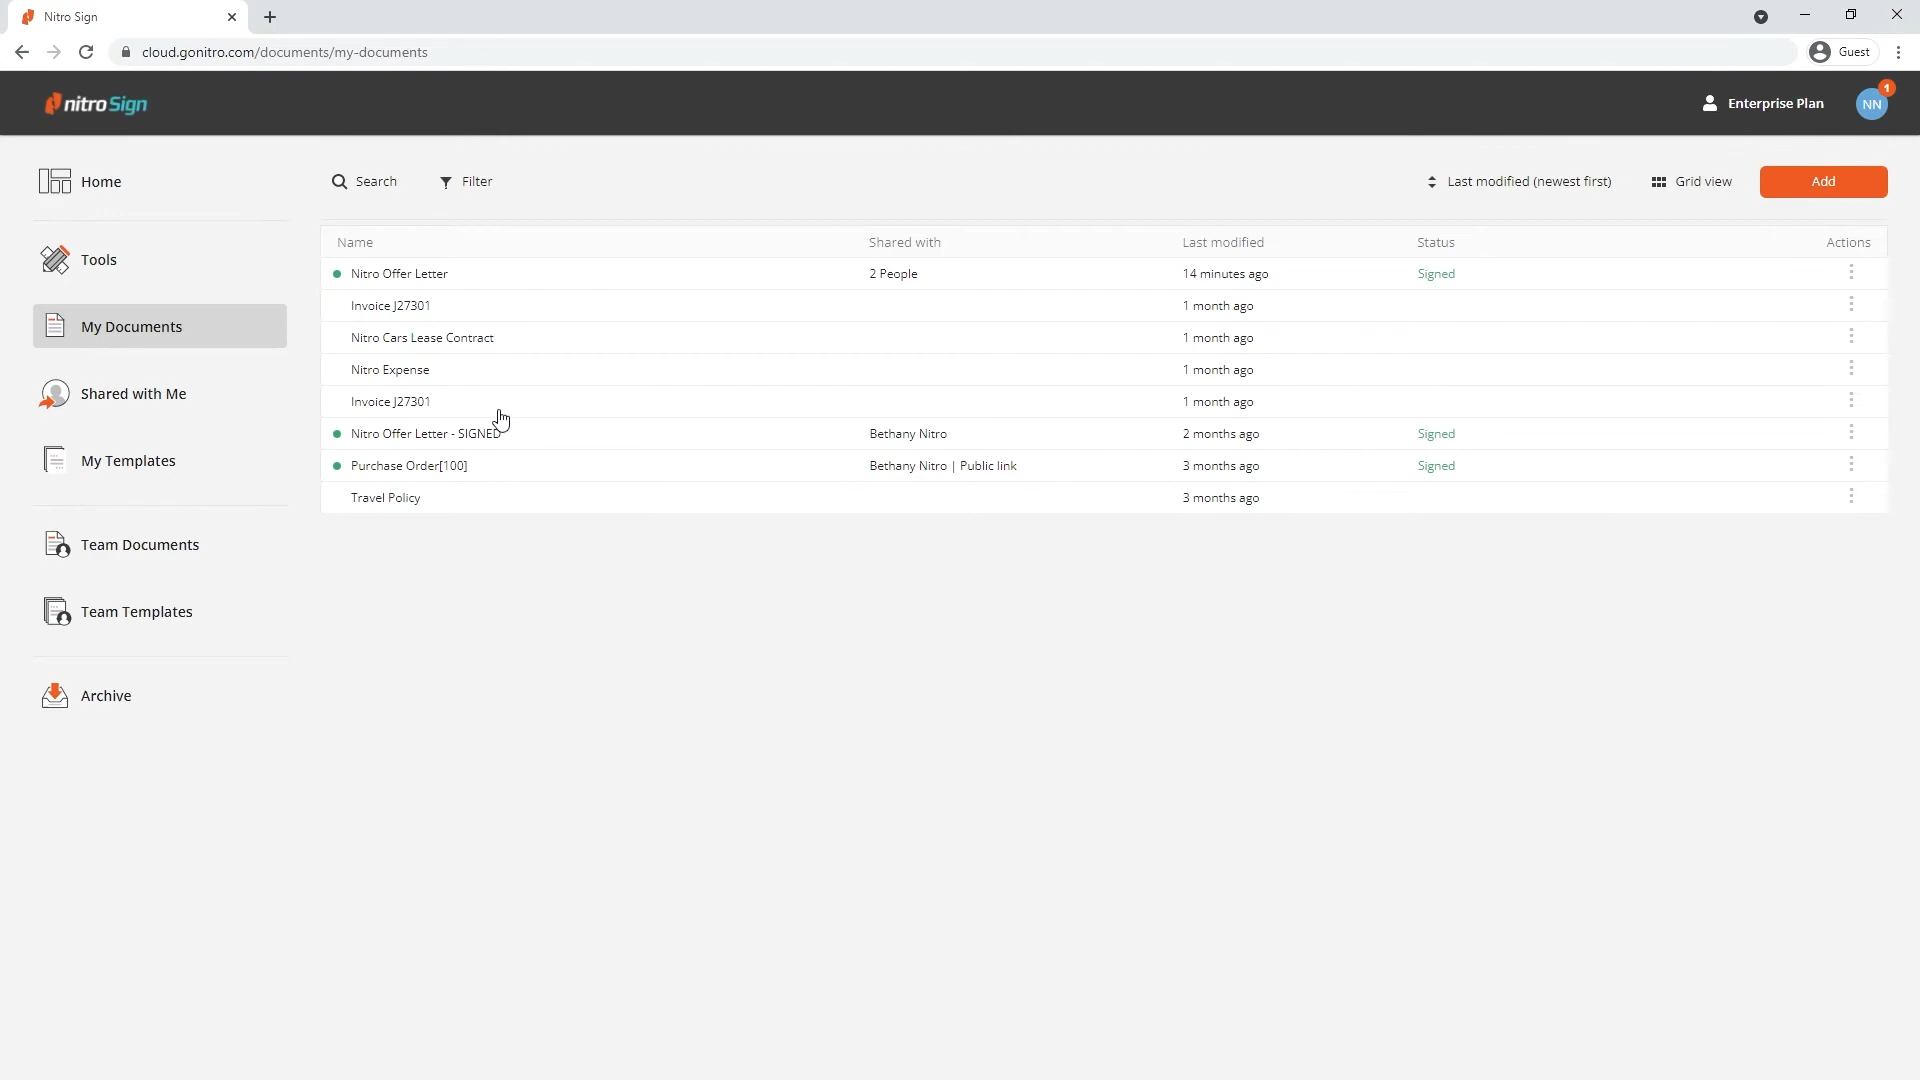 Nitro Sign
cloud.gonitro.com/documents/my-documents
Guest
nitro Sign
Enterprise Plan
NN
1
Home
Tools
My Documents
Shared with Me
My Templates
Team Documents
Team Templates
Archive
Search Filter Last modified (newest first) Grid view Add
Name Shared with Last modified Status Actions
Nitro Offer Letter 2 People 14 minutes ago Signed
Invoice J27301 1 month ago
Nitro Cars Lease Contract 1 month ago
Nitro Expense 1 month ago
Invoice J27301 1 month ago
Nitro Offer Letter - SIGNED Bethany Nitro 2 months ago Signed
Purchase Order[100] Bethany Nitro | Public link 3 months ago Signed
Travel Policy 3 months ago